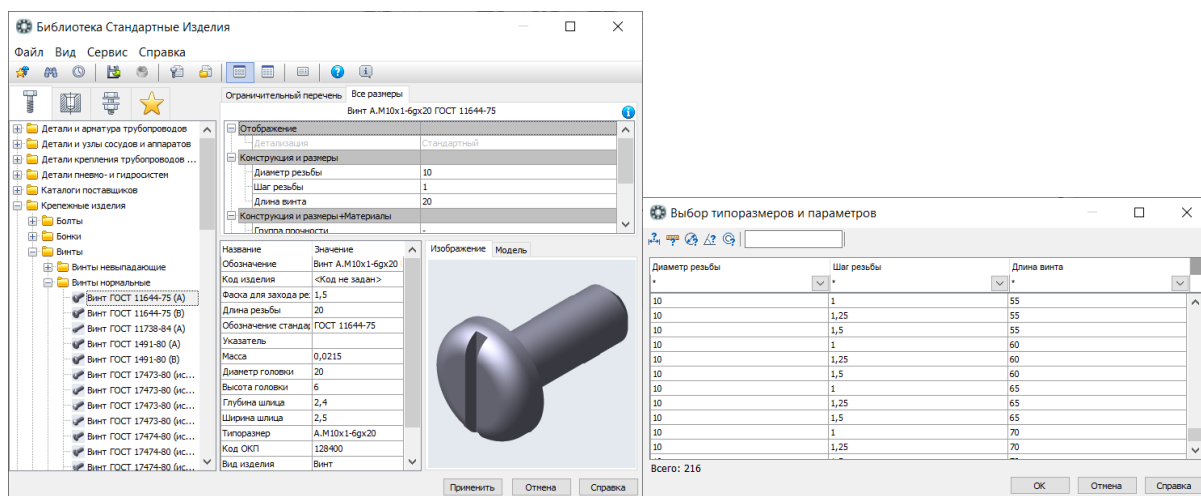 Библиотека Стандартные Изделия
Файл Вид Сервис Справка
Ограничительный перечень Все размеры
Винт A.M10x1-6gx20 ГОСТ 11644-75
Детали и арматура трубопроводов
Детали и узлы сосудов и аппаратов
Детали крепления трубопроводов ...
Детали пневмо- и гидросистем
Каталоги поставщиков
Крепежные изделия
Болты
Бонки
Винты
Винты невыпадающие
Винты нормальные
Винт ГОСТ 11644-75 (A)
Винт ГОСТ 11644-75 (B)
Винт ГОСТ 11738-84 (A)
Винт ГОСТ 1491-80 (A)
Винт ГОСТ 1491-80 (B)
Винт ГОСТ 17473-80 (ис...
Винт ГОСТ 17473-80 (ис...
Винт ГОСТ 17473-80 (ис...
Винт ГОСТ 17473-80 (ис...
Винт ГОСТ 17474-80 (ис...
Винт ГОСТ 17474-80 (ис...
Винт ГОСТ 17474-80 (ис...
Отображение
Детализация Стандартный
Конструкция и размеры
Диаметр резьбы 10
Шаг резьбы 1
Длина винта 20
Конструкция и размеры+Материалы
Группа прочности -
Название Значение
Обозначение Винт A.M10x1-6gx20
Код изделия <Код не задан>
Фаска для захода ре: 1,5
Длина резьбы 20
Обозначение стандар ГОСТ 11644-75
Указатель
Масса 0,0215
Диаметр головки 20
Высота головки 6
Глубина шлица 2,4
Ширина шлица 2,5
Типоразмер A.M10x1-6gx20
Код ОКП 128400
Вид изделия Винт
Изображение Модель
Применить Отмена Справка
Выбор типоразмеров и параметров
Диаметр резьбы Шаг резьбы Длина винта
* * *
10 1 55
10 1,25 55
10 1,5 55
10 1 60
10 1,25 60
10 1,5 60
10 1 65
10 1,25 65
10 1,5 65
10 1 70
10 1,25 70
Всего: 216
OK Отмена Справка